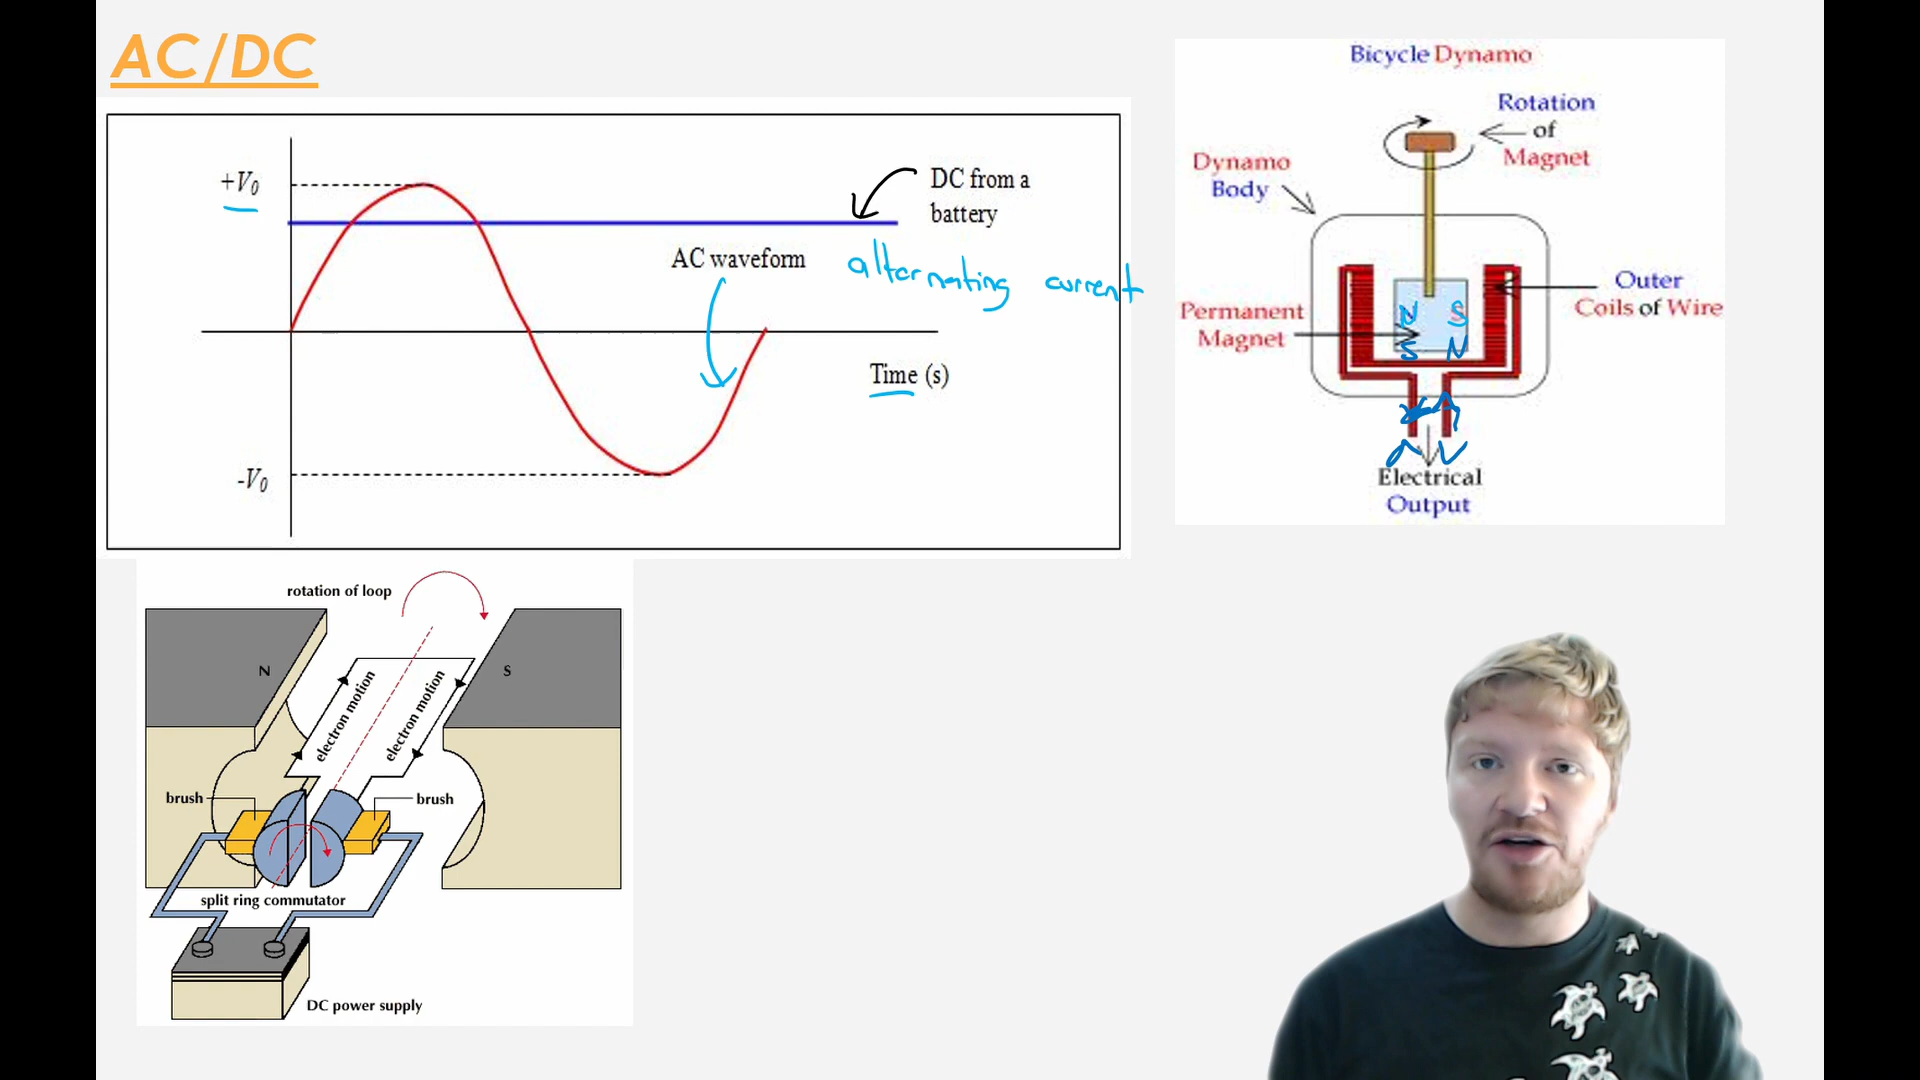 AC/DC
+V0
DC from a
battery
AC waveform
alternating current
Time (s)
-V0
Bicycle Dynamo
Rotation
of
Magnet
Dynamo
Body
Outer
Coils of Wire
Permanent
Magnet
N S
S N
Electrical
Output
rotation of loop
N
S
electron motion
electron motion
brush
brush
split ring commutator
DC power supply